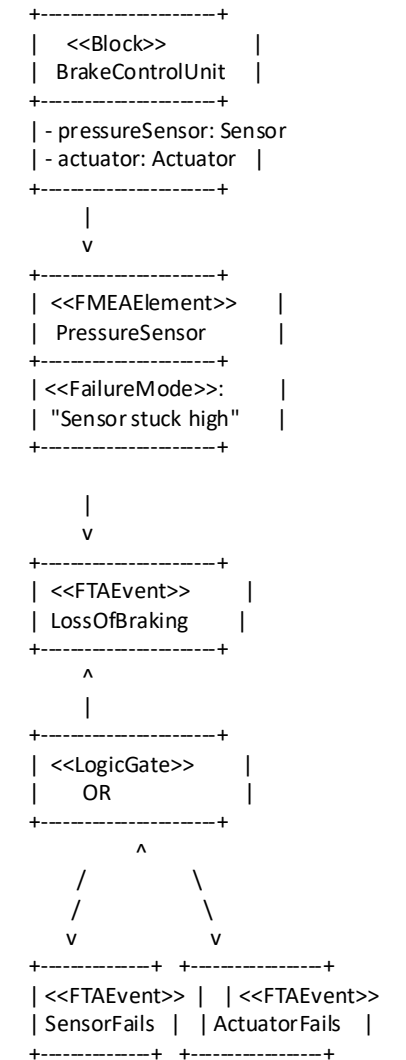 +-----------------------+
| <<Block>> |
| BrakeControlUnit |
+-----------------------+
| - pressureSensor: Sensor
| - actuator: Actuator |
+-----------------------+
|
v
+-----------------------+
| <<FMEAElement>> |
| PressureSensor |
+-----------------------+
| <<FailureMode>>: |
| "Sensor stuck high" |
+-----------------------+
|
v
+-----------------------+
| <<FTAEvent>> |
| LossOfBraking |
+-----------------------+
^
|
+-----------------------+
| <<LogicGate>> |
| OR |
+-----------------------+
^
/ \
/ \
v v
+--------------+ +-----------------+
| <<FTAEvent>> | | <<FTAEvent>>
| SensorFails | | ActuatorFails |
+--------------+ +-----------------+